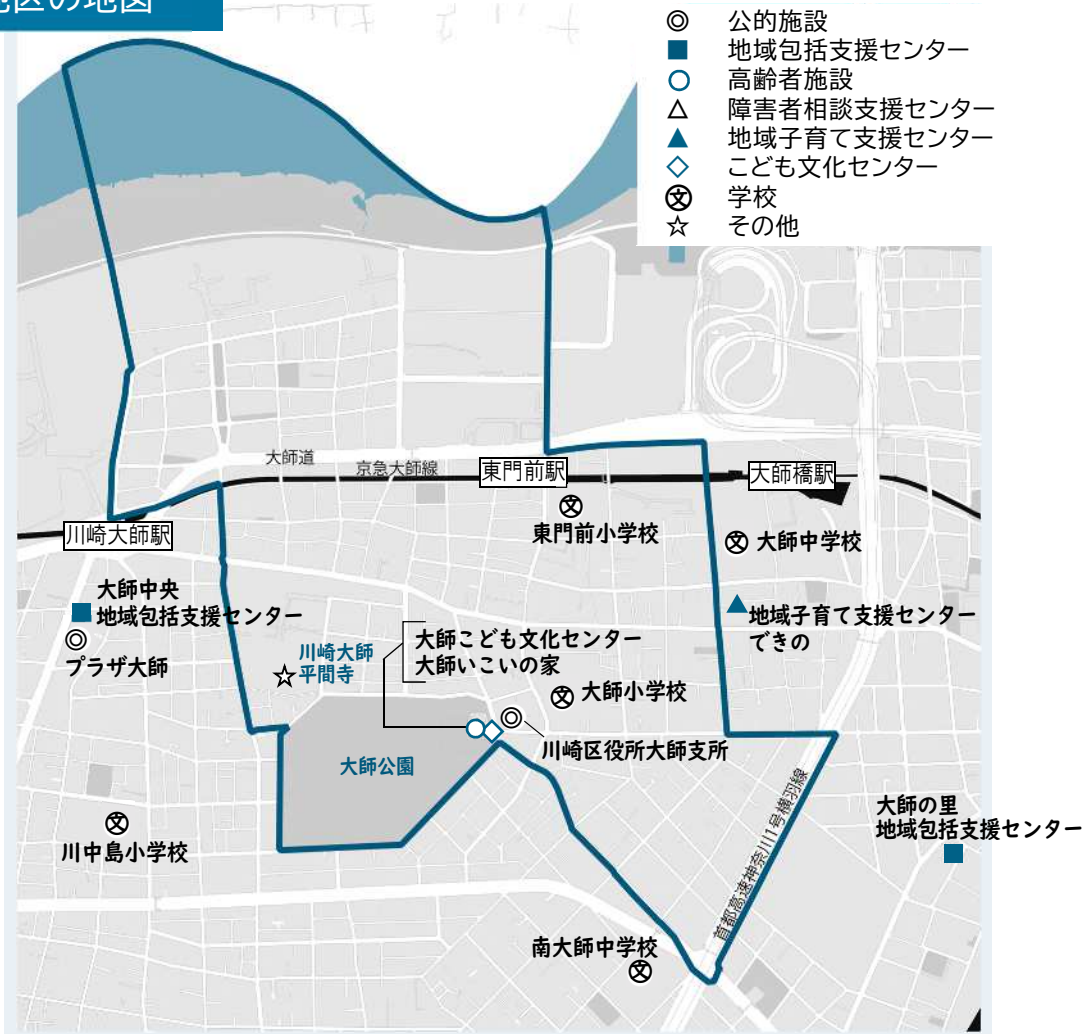 区の地図
公的施設
地域包括支援センター
高齢者施設
障害者相談支援センター
地域子育て支援センター
こども文化センター
文 学校
その他
大師道
京急大師線
東門前駅
大師橋駅
川崎大師駅
文
東門前小学校
文 大師中学校
大師中央
地域包括支援センター
プラザ大師
地域子育て支援センター
できの
川崎大師
平間寺
大師こども文化センター
大師いこいの家
文 大師小学校
川崎区役所大師支所
大師公園
首都高速神奈川1号横羽線
大師の里
地域包括支援センター
文
川中島小学校
南大師中学校
文